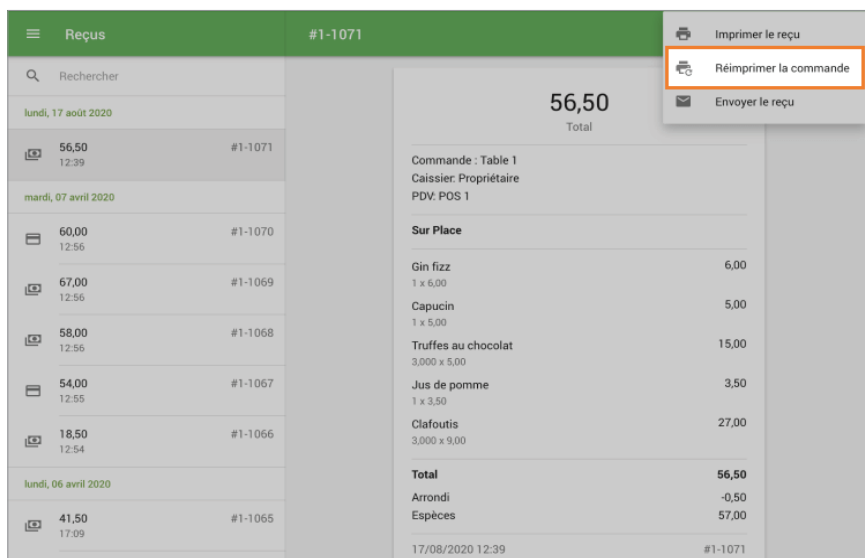 Reçus
Rechercher
lundi, 17 août 2020
56,50 #1-1071
12:39
mardi, 07 avril 2020
60,00 #1-1070
12:56
67,00 #1-1069
12:56
58,00 #1-1068
12:56
54,00 #1-1067
12:55
18,50 #1-1066
12:54
lundi, 06 avril 2020
41,50 #1-1065
17:09
#1-1071
Imprimer le reçu
Réimprimer la commande
Envoyer le reçu
56,50
Total
Commande : Table 1
Caissier: Propriétaire
PDV: POS 1
Sur Place
Gin fizz 6,00
1 x 6,00
Capucin 5,00
1 x 5,00
Truffes au chocolat 15,00
3,000 x 5,00
Jus de pomme 3,50
1 x 3,50
Clafoutis 27,00
3,000 x 9,00
Total 56,50
Arrondi -0,50
Espèces 57,00
17/08/2020 12:39 #1-1071